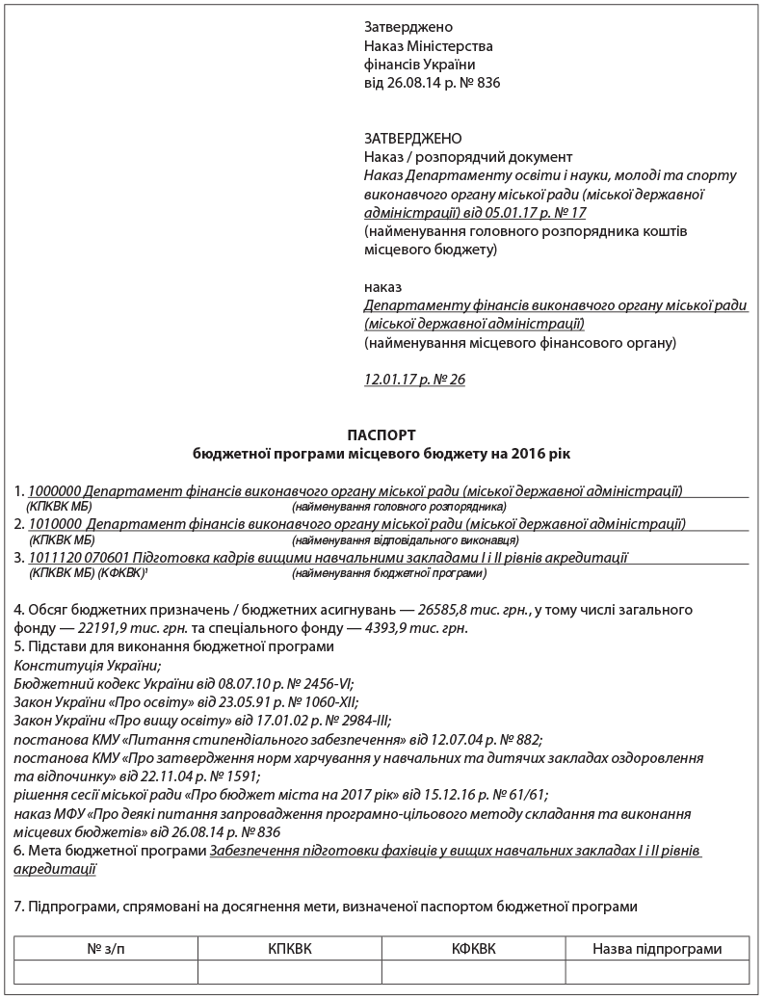 Затверджено
Наказ Міністерства
фінансів України
від 26.08.14 р. № 836
ЗАТВЕРДЖЕНО
Наказ / розпорядчий документ
Наказ Департаменту освіти і науки, молоді та спорту
виконавчого органу міської ради (міської державної
адміністрації) від 05.01.17 р. № 17
(найменування головного розпорядника коштів
місцевого бюджету)
наказ
Департаменту фінансів виконавчого органу міської ради
(міської державної адміністрації)
(найменування місцевого фінансового органу)
12.01.17 р. № 26
ПАСПОРТ
бюджетної програми місцевого бюджету на 2016 рік
1. 1000000 Департамент фінансів виконавчого органу міської ради (міської державної адміністрації)
(КПКВК МБ) (найменування головного розпорядника)
2. 1010000 Департамент фінансів виконавчого органу міської ради (міської державної адміністрації)
(КПКВК МБ) (найменування відповідального виконавця)
3. 1011120 070601 Підготовка кадрів вищими навчальними закладами І і ІІ рівнів акредитації
(КПКВК МБ) (КФКВК)¹ (найменування бюджетної програми)
4. Обсяг бюджетних призначень / бюджетних асигнувань — 26585,8 тис. грн., у тому числі загального
фонду — 22191,9 тис. грн. та спеціального фонду — 4393,9 тис. грн.
5. Підстави для виконання бюджетної програми
Конституція України;
Бюджетний кодекс України від 08.07.10 р. № 2456-VI;
Закон України «Про освіту» від 23.05.91 р. № 1060-XII;
Закон України «Про вищу освіту» від 17.01.02 р. № 2984-III;
постанова КМУ «Питання стипендіального забезпечення» від 12.07.04 р. № 882;
постанова КМУ «Про затвердження норм харчування у навчальних та дитячих закладах оздоровлення
та відпочинку» від 22.11.04 р. № 1591;
рішення сесії міської ради «Про бюджет міста на 2017 рік» від 15.12.16 р. № 61/61;
наказ МФУ «Про деякі питання запровадження програмно-цільового методу складання та виконання
місцевих бюджетів» від 26.08.14 р. № 836
6. Мета бюджетної програми Забезпечення підготовки фахівців у вищих навчальних закладах І і ІІ рівнів
акредитації
7. Підпрограми, спрямовані на досягнення мети, визначеної паспортом бюджетної програми
№ з/п КПКВК КФКВК Назва підпрограми